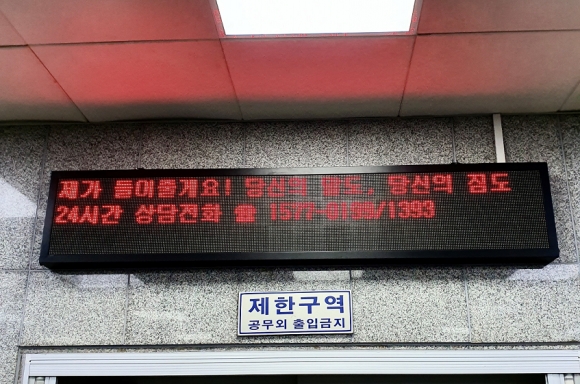 제가 들어줄게요! 당신의 말도, 당신의 짐도
24시간 상담전화 ☎ 1577-0199/1393
제한구역
공무외 출입금지